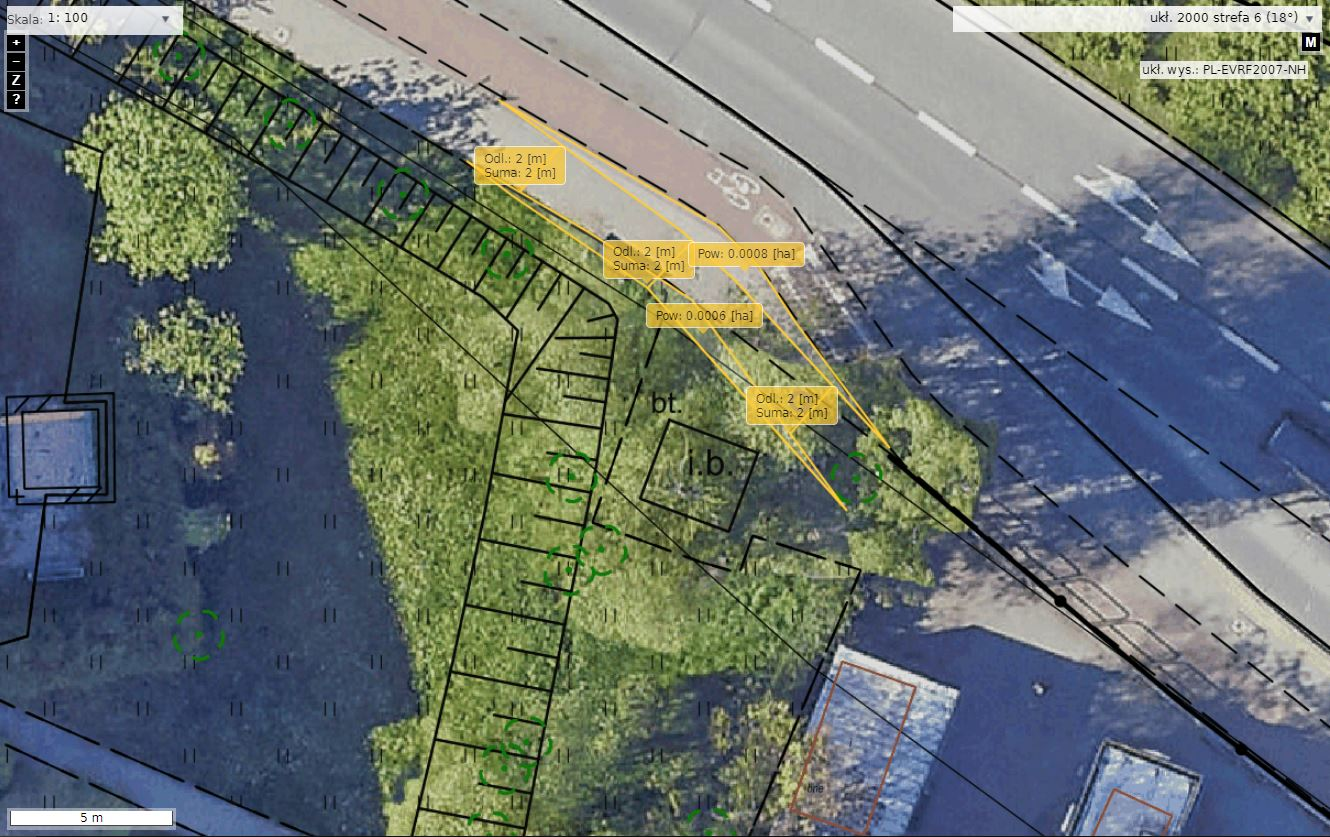 Skala: 1: 100
ukł. 2000 strefa 6 (18°)
+
−
Z
?
M
ukł. wys.: PL-EVRF2007-NH
Odl.: 2 [m]
Suma: 2 [m]
Odl.: 2 [m]
Suma: 2 [m]
Pow: 0.0008 [ha]
Pow: 0.0006 [ha]
Odl.: 2 [m]
Suma: 2 [m]
bt.
i.b.
5 m